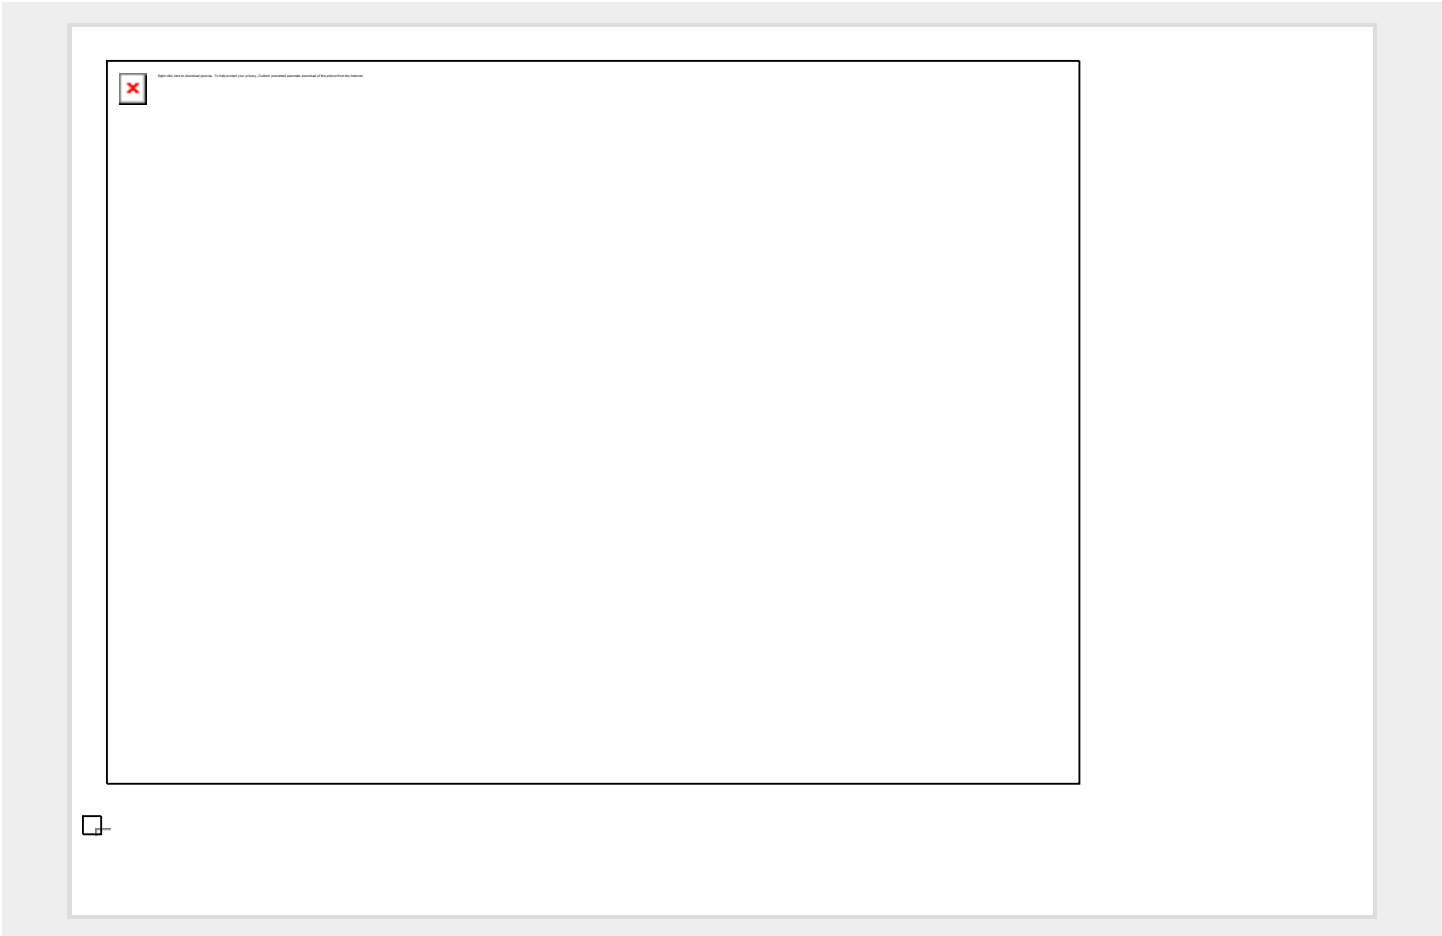 Right-click here to download pictures. To help protect your privacy, Outlook prevented automatic download of this picture from the Internet.